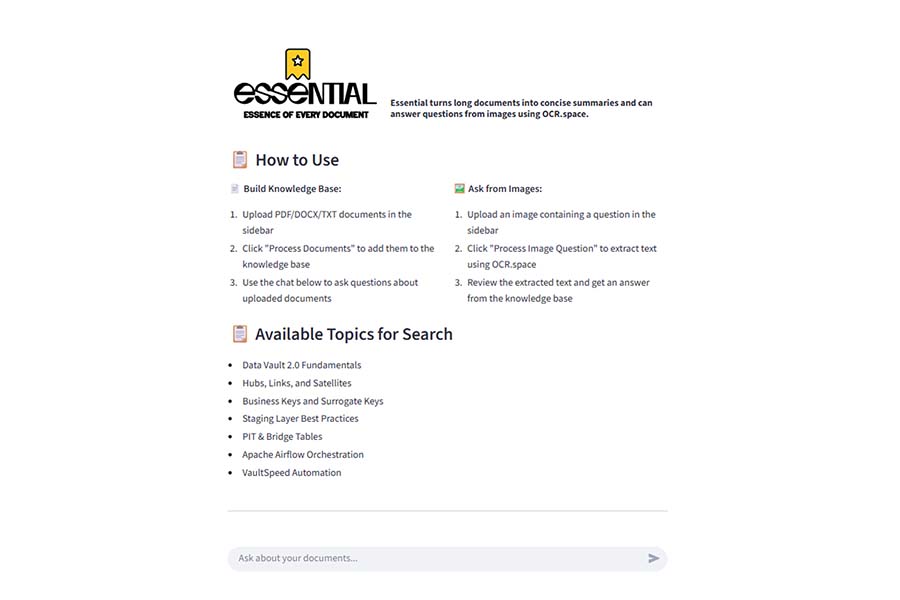 ESSENTIAL
ESSENCE OF EVERY DOCUMENT
Essential turns long documents into concise summaries and can
answer questions from images using OCR.space.
How to Use
Build Knowledge Base:
1. Upload PDF/DOCX/TXT documents in the
sidebar
2. Click "Process Documents" to add them to the
knowledge base
3. Use the chat below to ask questions about
uploaded documents
Ask from Images:
1. Upload an image containing a question in the
sidebar
2. Click "Process Image Question" to extract text
using OCR.space
3. Review the extracted text and get an answer
from the knowledge base
Available Topics for Search
• Data Vault 2.0 Fundamentals
• Hubs, Links, and Satellites
• Business Keys and Surrogate Keys
• Staging Layer Best Practices
• PIT & Bridge Tables
• Apache Airflow Orchestration
• VaultSpeed Automation
Ask about your documents...